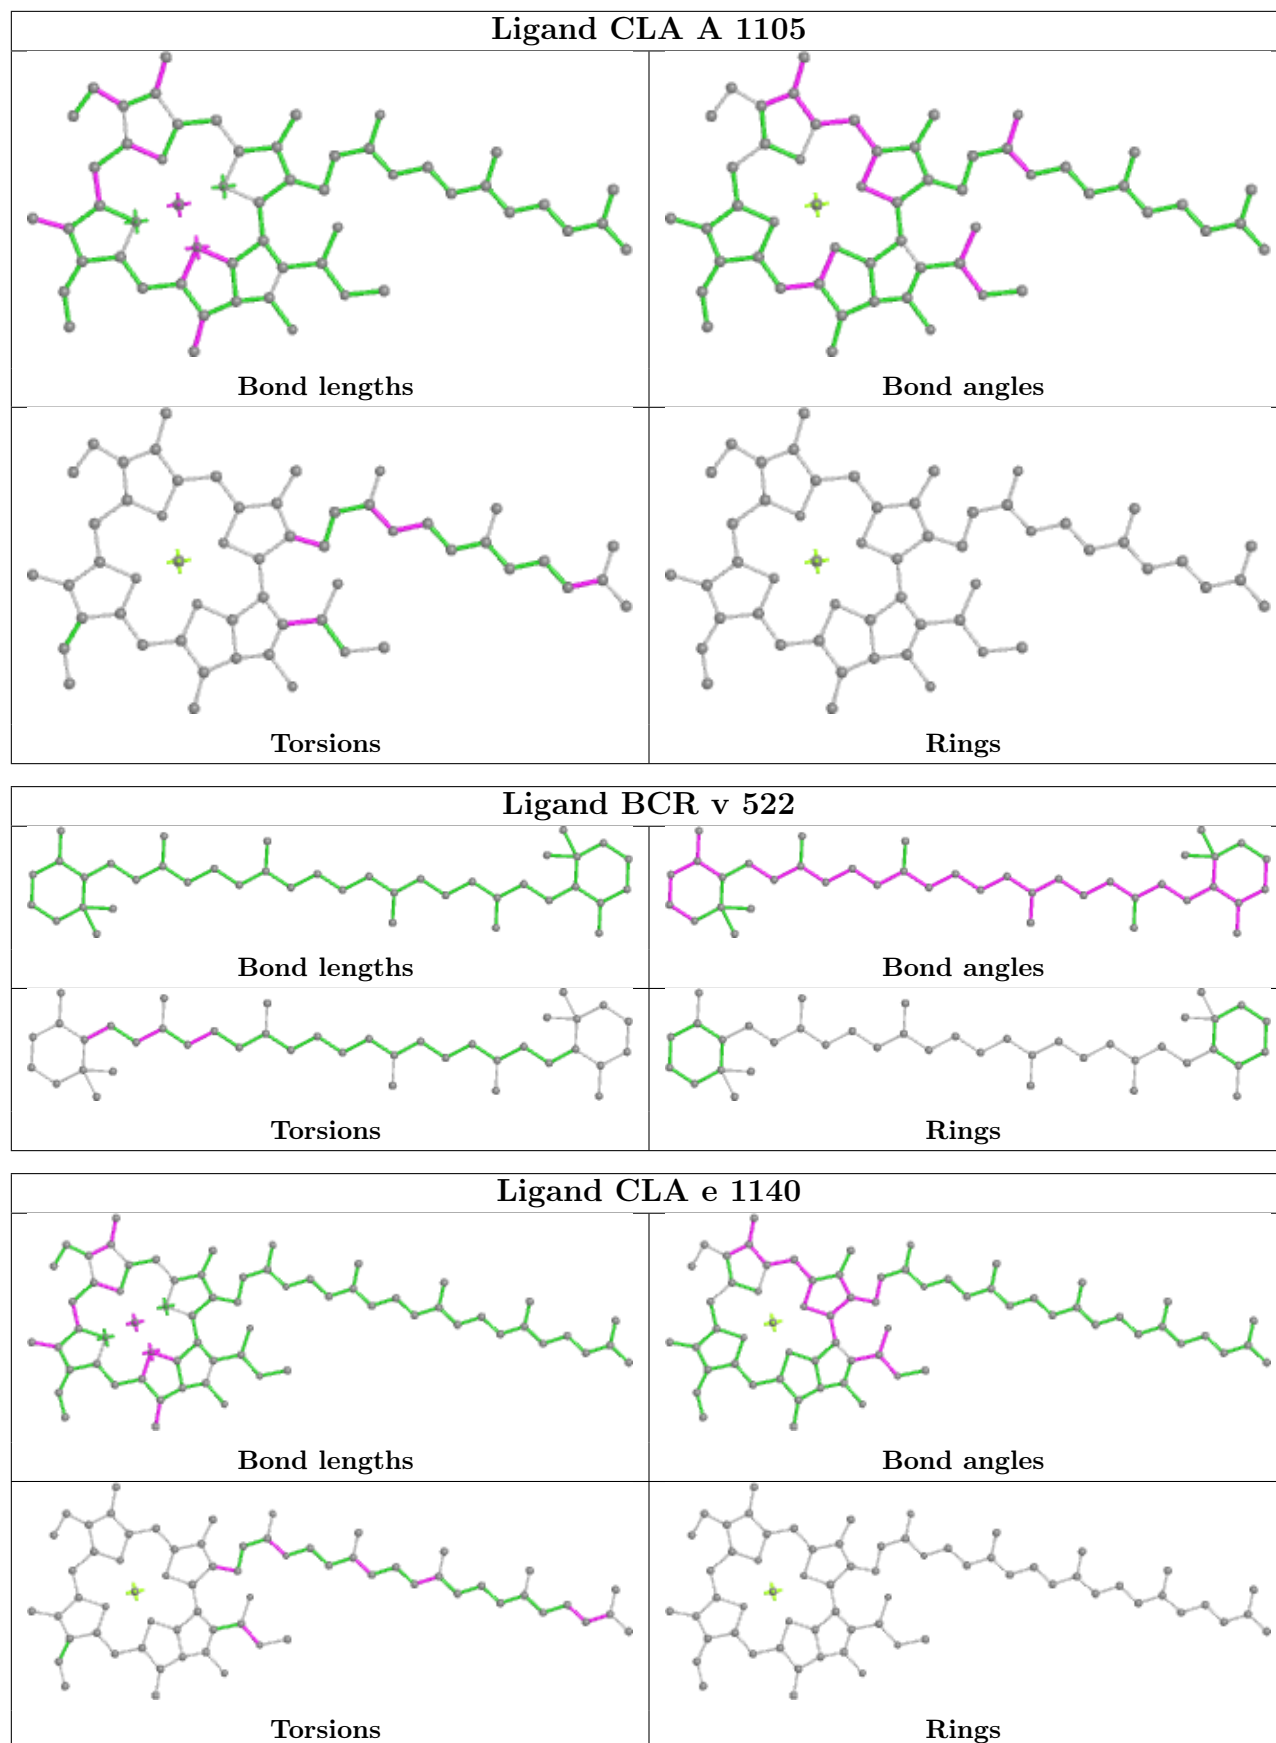 Ligand CLA A 1105
Bond lengths
Bond angles
Torsions
Rings
Ligand BCR v 522
Bond lengths
Bond angles
Torsions
Rings
Ligand CLA e 1140
Bond lengths
Bond angles
Torsions
Rings